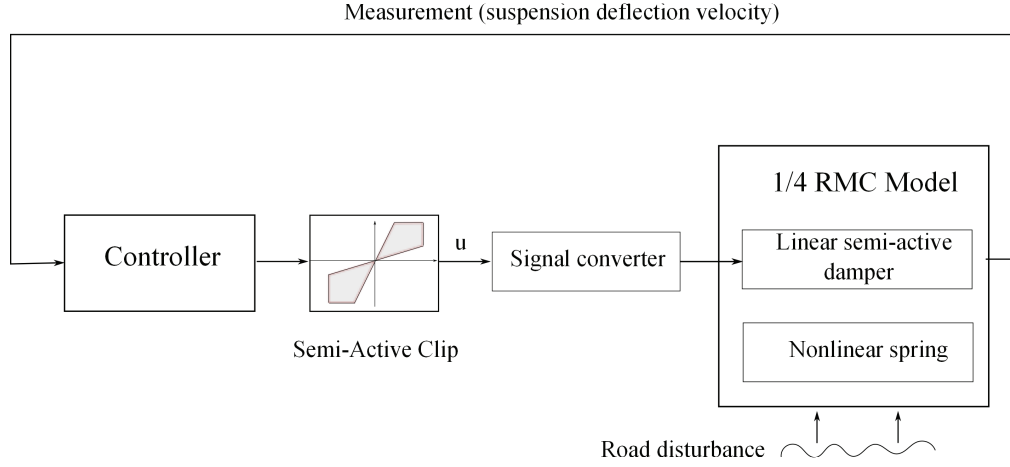 Measurement (suspension deflection velocity)
1/4 RMC Model
Controller
u
Signal converter
Linear semi-active
damper
Semi-Active Clip
Nonlinear spring
Road disturbance